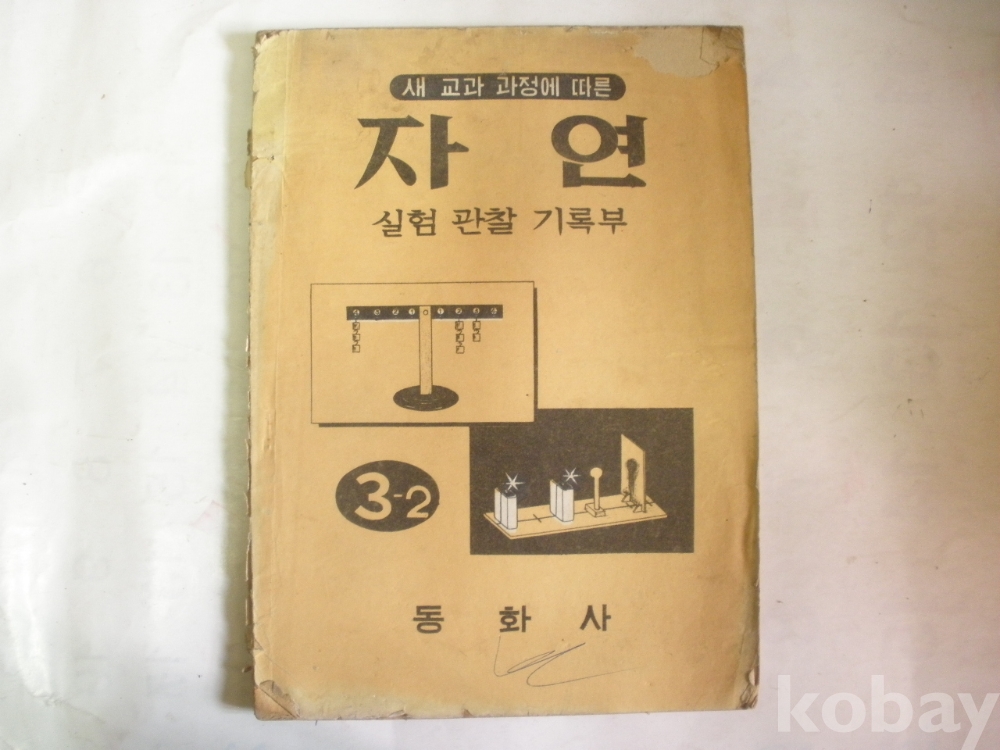 새 교과 과정에 따른
자 연
실험 관찰 기록부
3-2
동 화 사
kobay